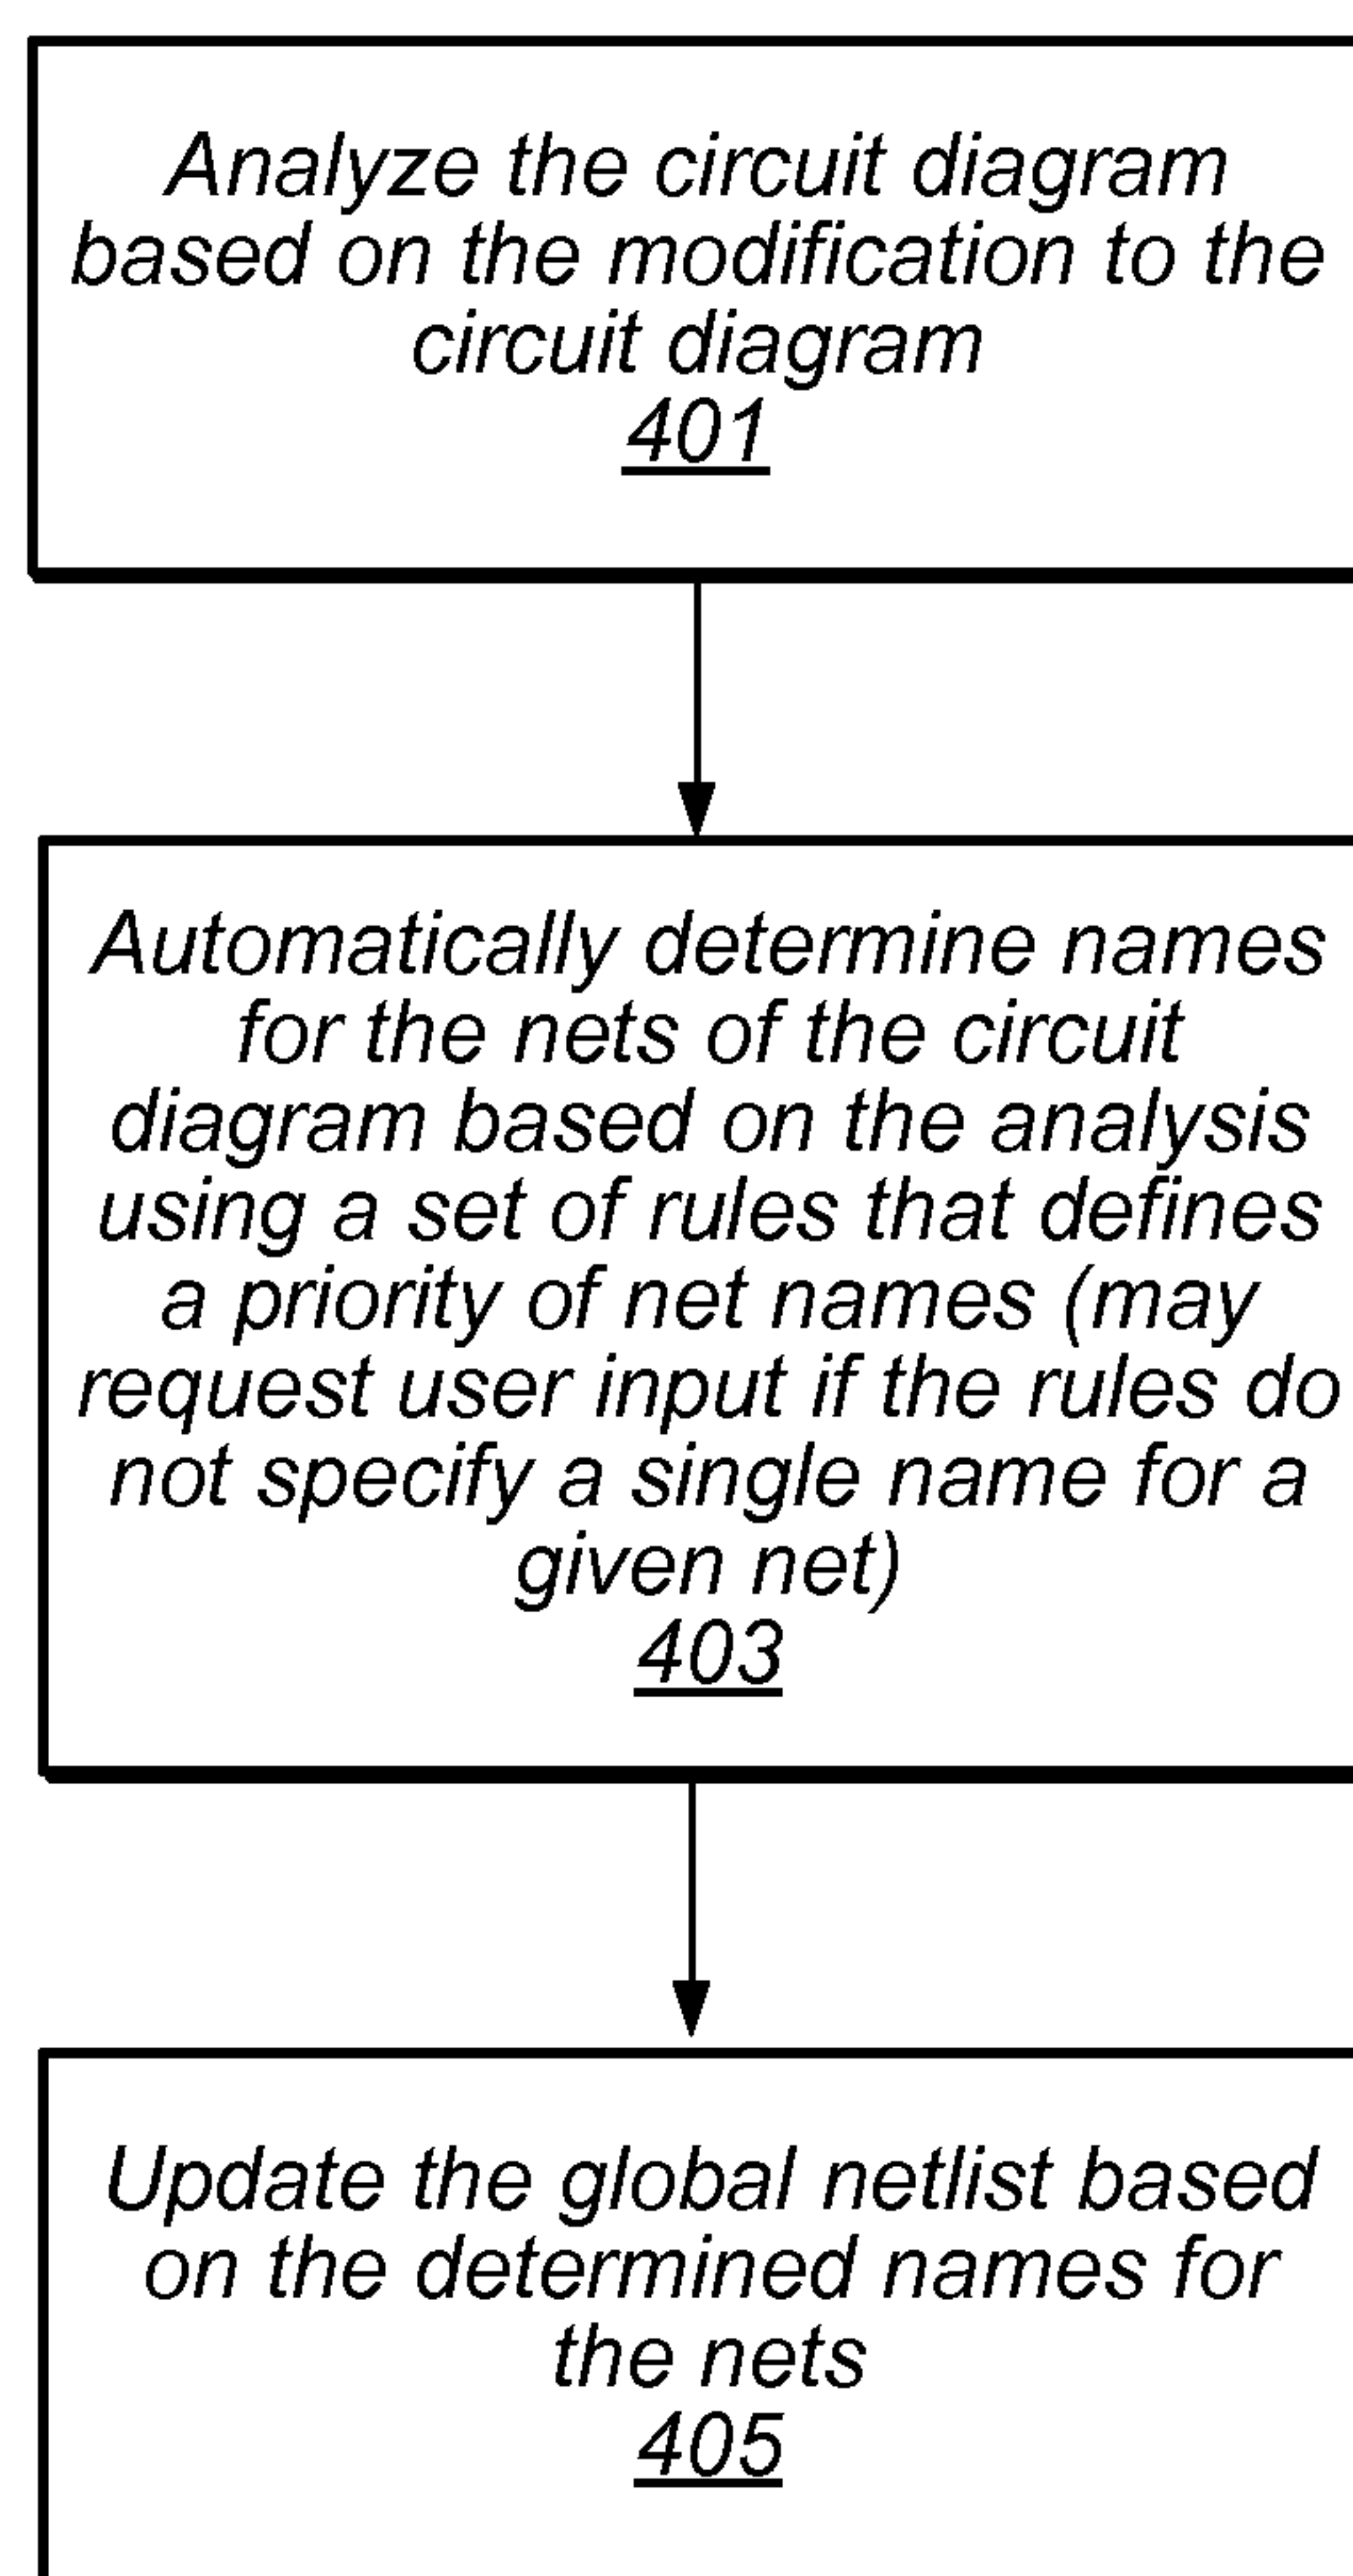 Analyze the circuit diagram
based on the modification to the
circuit diagram
401
Automatically determine names
for the nets of the circuit
diagram based on the analysis
using a set of rules that defines
a priority of net names (may
request user input if the rules do
not specify a single name for a
given net)
403
Update the global netlist based
on the determined names for
the nets
405